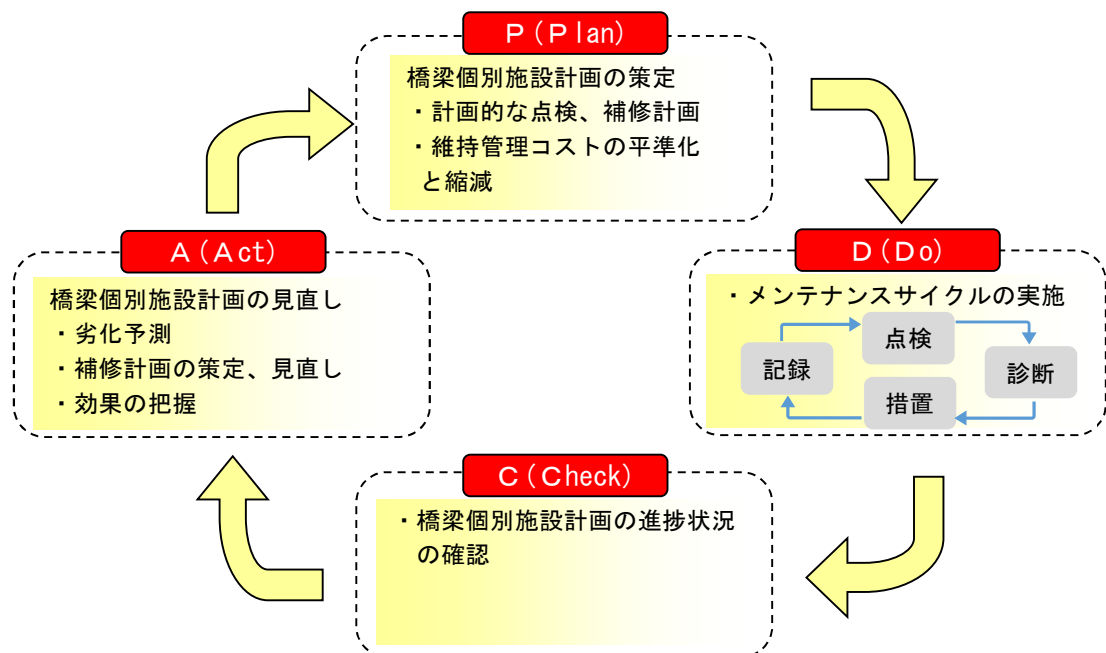 Ｐ(Ｐlan)
橋梁個別施設計画の策定
・計画的な点検、補修計画
・維持管理コストの平準化
と縮減
Ｄ(Ｄo)
・メンテナンスサイクルの実施
点検
診断
措置
記録
Ｃ(Ｃheck)
・橋梁個別施設計画の進捗状況
の確認
Ａ(Ａct)
橋梁個別施設計画の見直し
・劣化予測
・補修計画の策定、見直し
・効果の把握